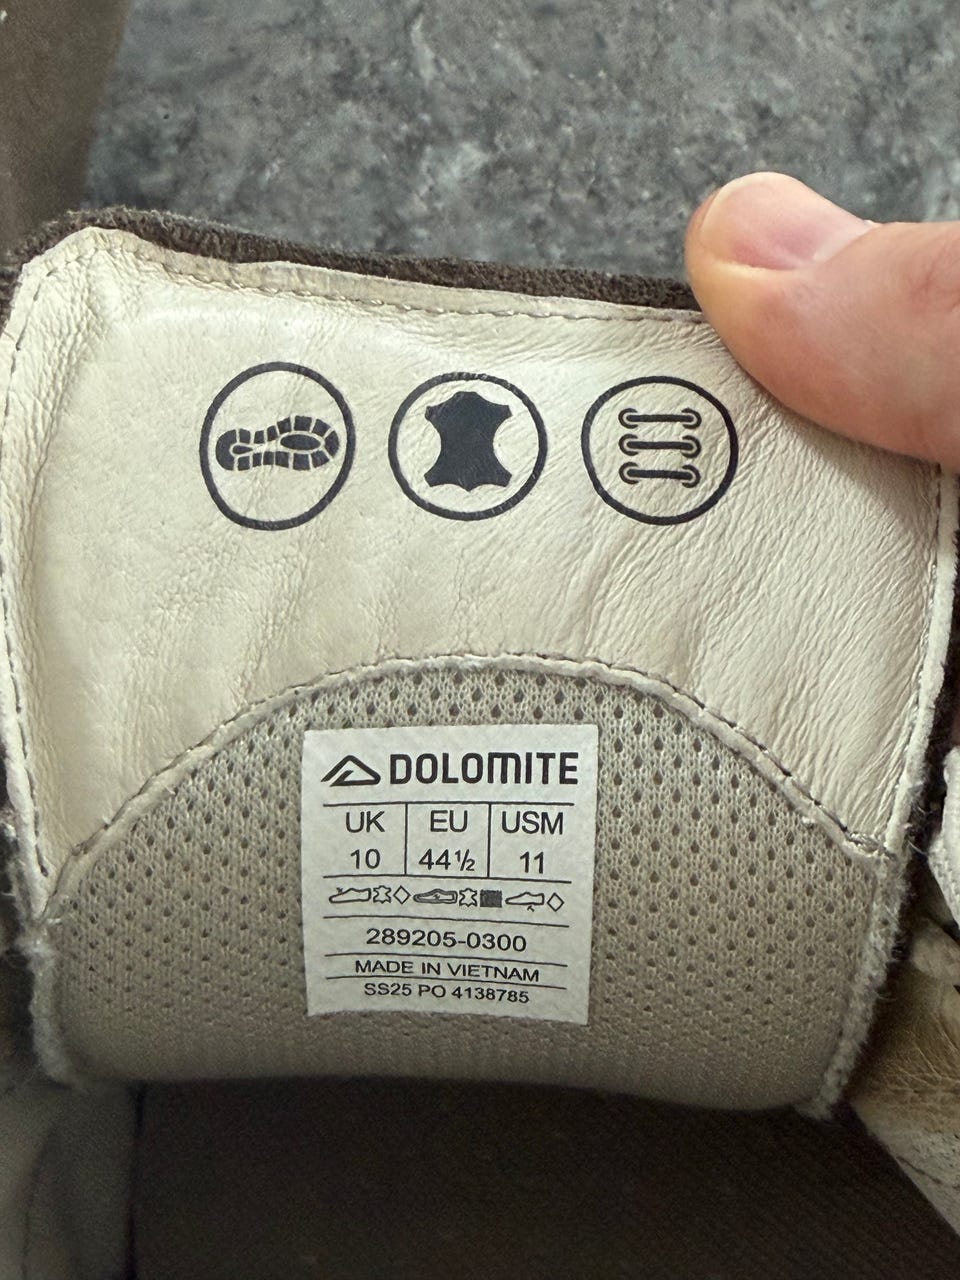 DOLOMITE
UK EU USM
10 44½ 11
289205-0300
MADE IN VIETNAM
SS25 PO 4138785